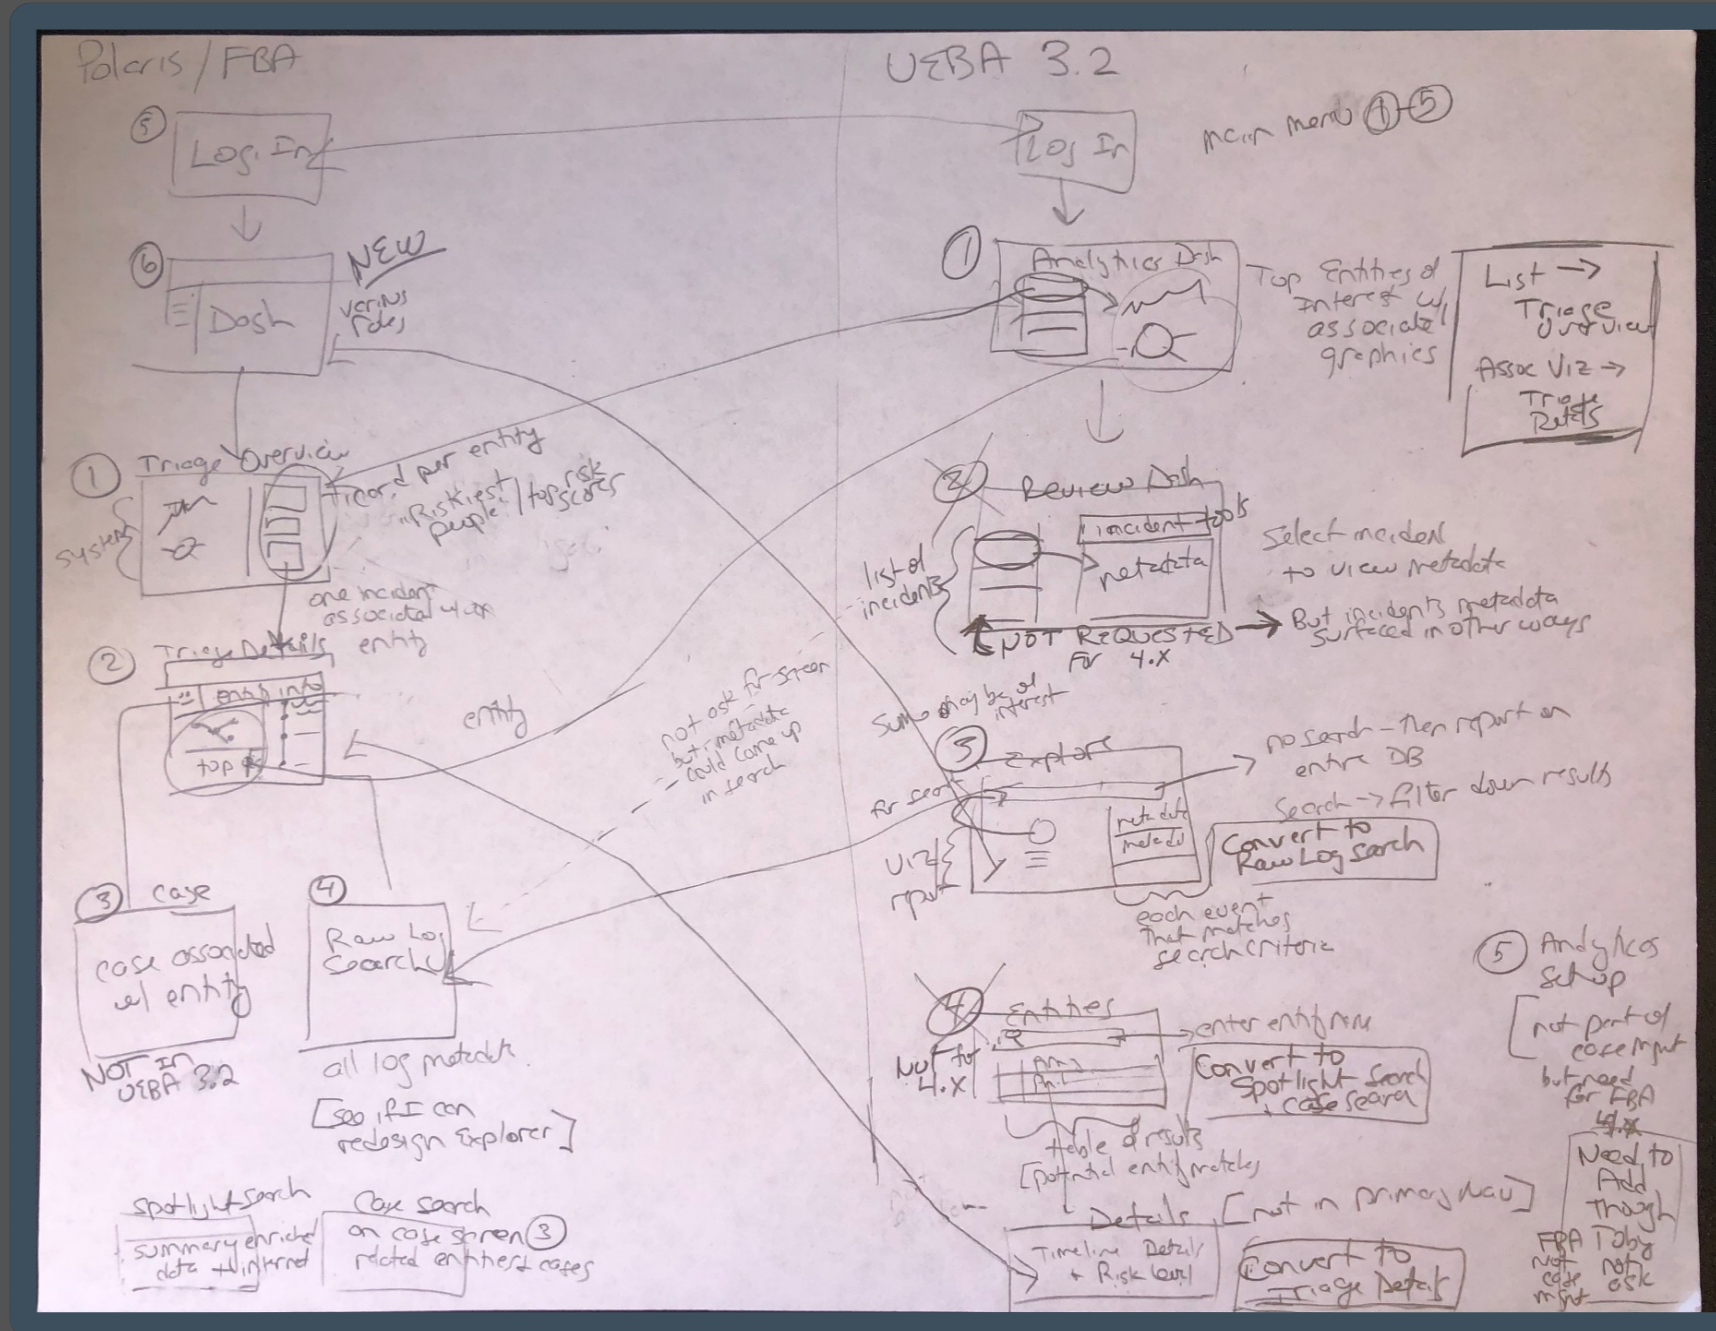 Polaris/FBA
5
Log In
6
Dash
NEW
various
roles
1
Triage Overview
system
1 card per entity
"Riskiest
people"/top risk
scores
one incident
associated w/
entity
2
Triage Details
entity info
top
entity
3
case
case associated
w/ entity
NOT IN
UEBA 3.2
4
Raw Log
Search
all log metadata
[see if I can
redesign Explorer]
spotlight search
summary enriched
data + internet
Case search
on case screen 3
related entities + cases
not ask for screen
but metadata
could come up
in search
UEBA 3.2
Log In
main menu 1-5
1
Analytics Dash
Top Entities of
Interest w/
associated
graphics
List →
Triage
Overview
Assoc Viz →
Triage
Details
2
Review Dash
incident tools
metadata
list of
incidents
Select incident
to view metadata
NOT REQUESTED
for 4.X
→ But incidents metadata
surfaced in other ways
may be of
interest
3
Explore
metadata
metadata
Viz
report
no search - then report on
entire DB
Search → filter down results
Convert to
Raw Log Search
each event
that matches
search criteria
4
Entities
Not for
4.X
enter entity name
Convert to
Spotlight Search
+ case search
table of results
[potential entity matches
Details
[not in primary Nav]
Timeline Details
+ Risk level
Convert to
Triage Details
5
Analytics
setup
[not part of
case mgmt
but need
for FBA
4.X
Need to
Add
though
Toby
not
ask
FBA
not
case
mgmt